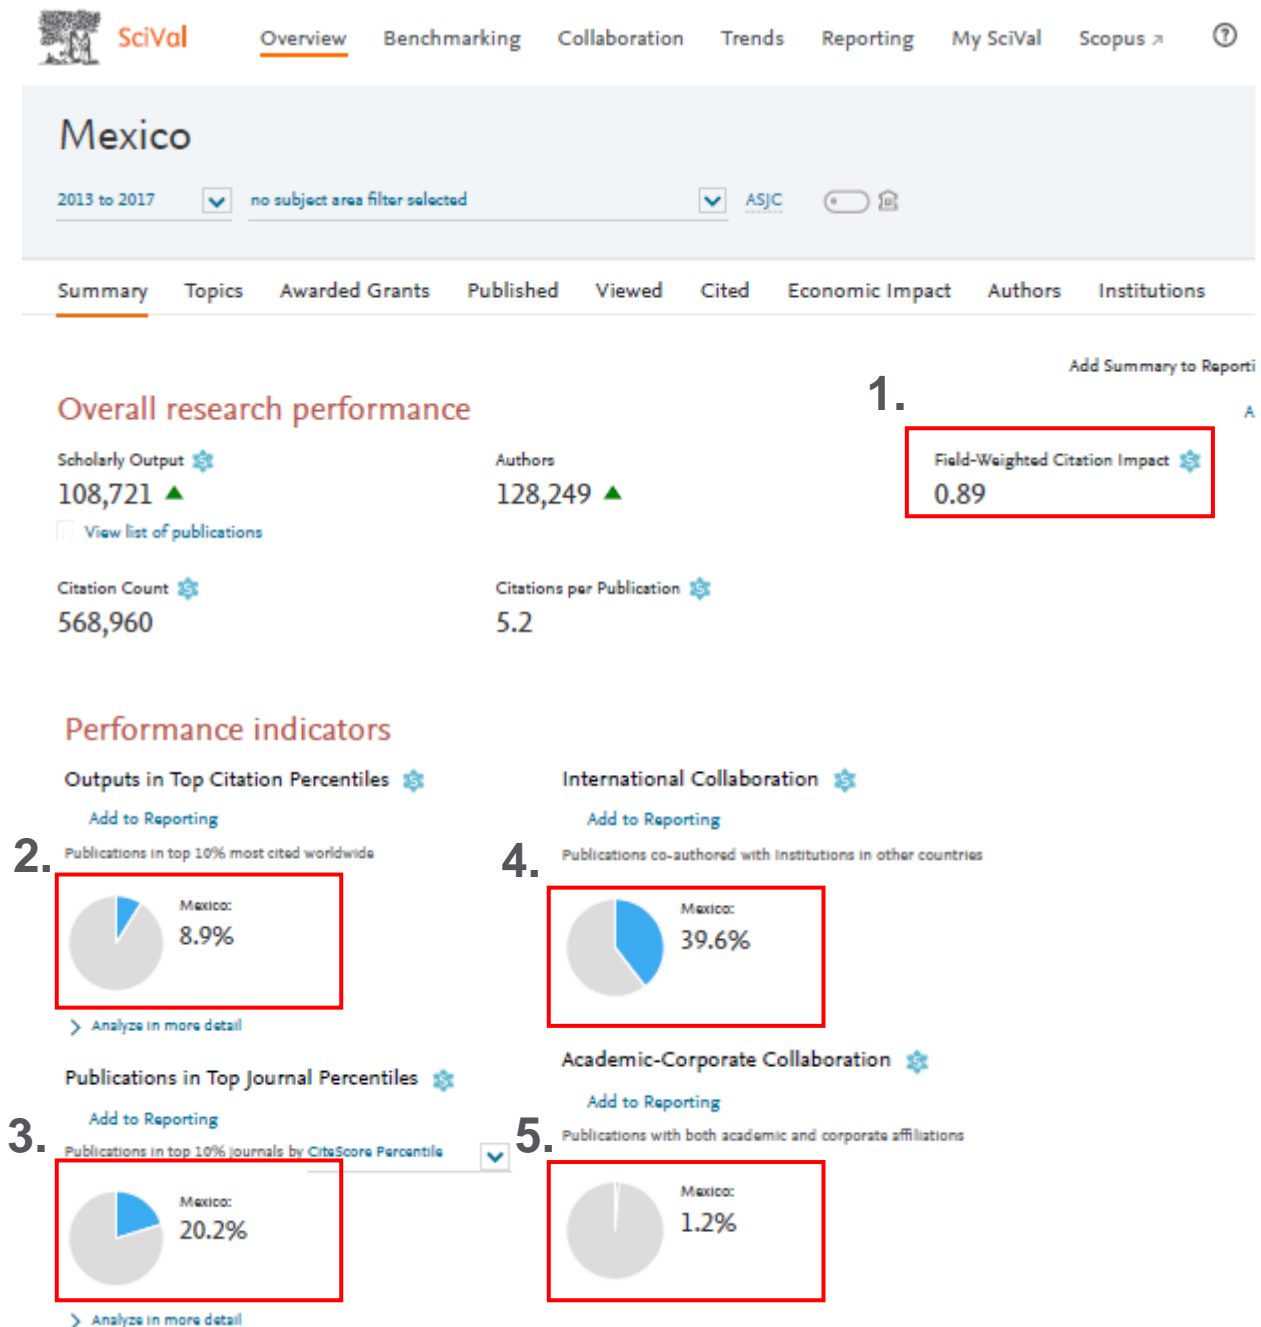 SciVal Overview Benchmarking Collaboration Trends Reporting My SciVal Scopus ↗ ?
Mexico
2013 to 2017 no subject area filter selected ASJC
Summary Topics Awarded Grants Published Viewed Cited Economic Impact Authors Institutions
Add Summary to Reporti
1.
Overall research performance
A
Scholarly Output Authors Field-Weighted Citation Impact
108,721 128,249 0.89
View list of publications
Citation Count Citations per Publication
568,960 5.2
Performance indicators
Outputs in Top Citation Percentiles
Add to Reporting
2.
Publications in top 10% most cited worldwide
Mexico:
8.9%
Analyze in more detail
Publications in Top Journal Percentiles
Add to Reporting
3.
Publications in top 10% journals by CiteScore Percentile
Mexico:
20.2%
Analyze in more detail
International Collaboration
Add to Reporting
4.
Publications co-authored with Institutions in other countries
Mexico:
39.6%
Academic-Corporate Collaboration
Add to Reporting
5.
Publications with both academic and corporate affiliations
Mexico:
1.2%